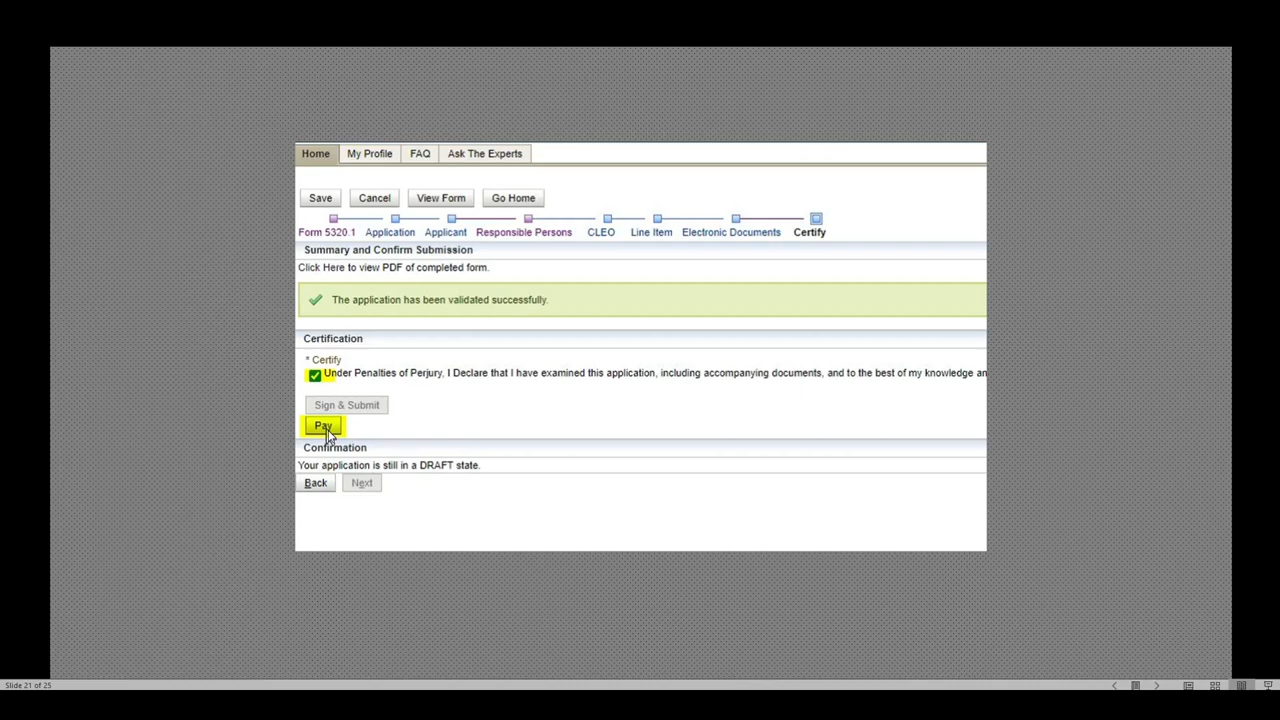 Home My Profile FAQ Ask The Experts
Save Cancel View Form Go Home
Form 5320.1 Application Applicant Responsible Persons CLEO Line Item Electronic Documents Certify
Summary and Confirm Submission
Click Here to view PDF of completed form.
The application has been validated successfully.
Certification
* Certify
Under Penalties of Perjury, I Declare that I have examined this application, including accompanying documents, and to the best of my knowledge an
Sign & Submit
Pay
Confirmation
Your application is still in a DRAFT state.
Back Next
Slide 21 of 25